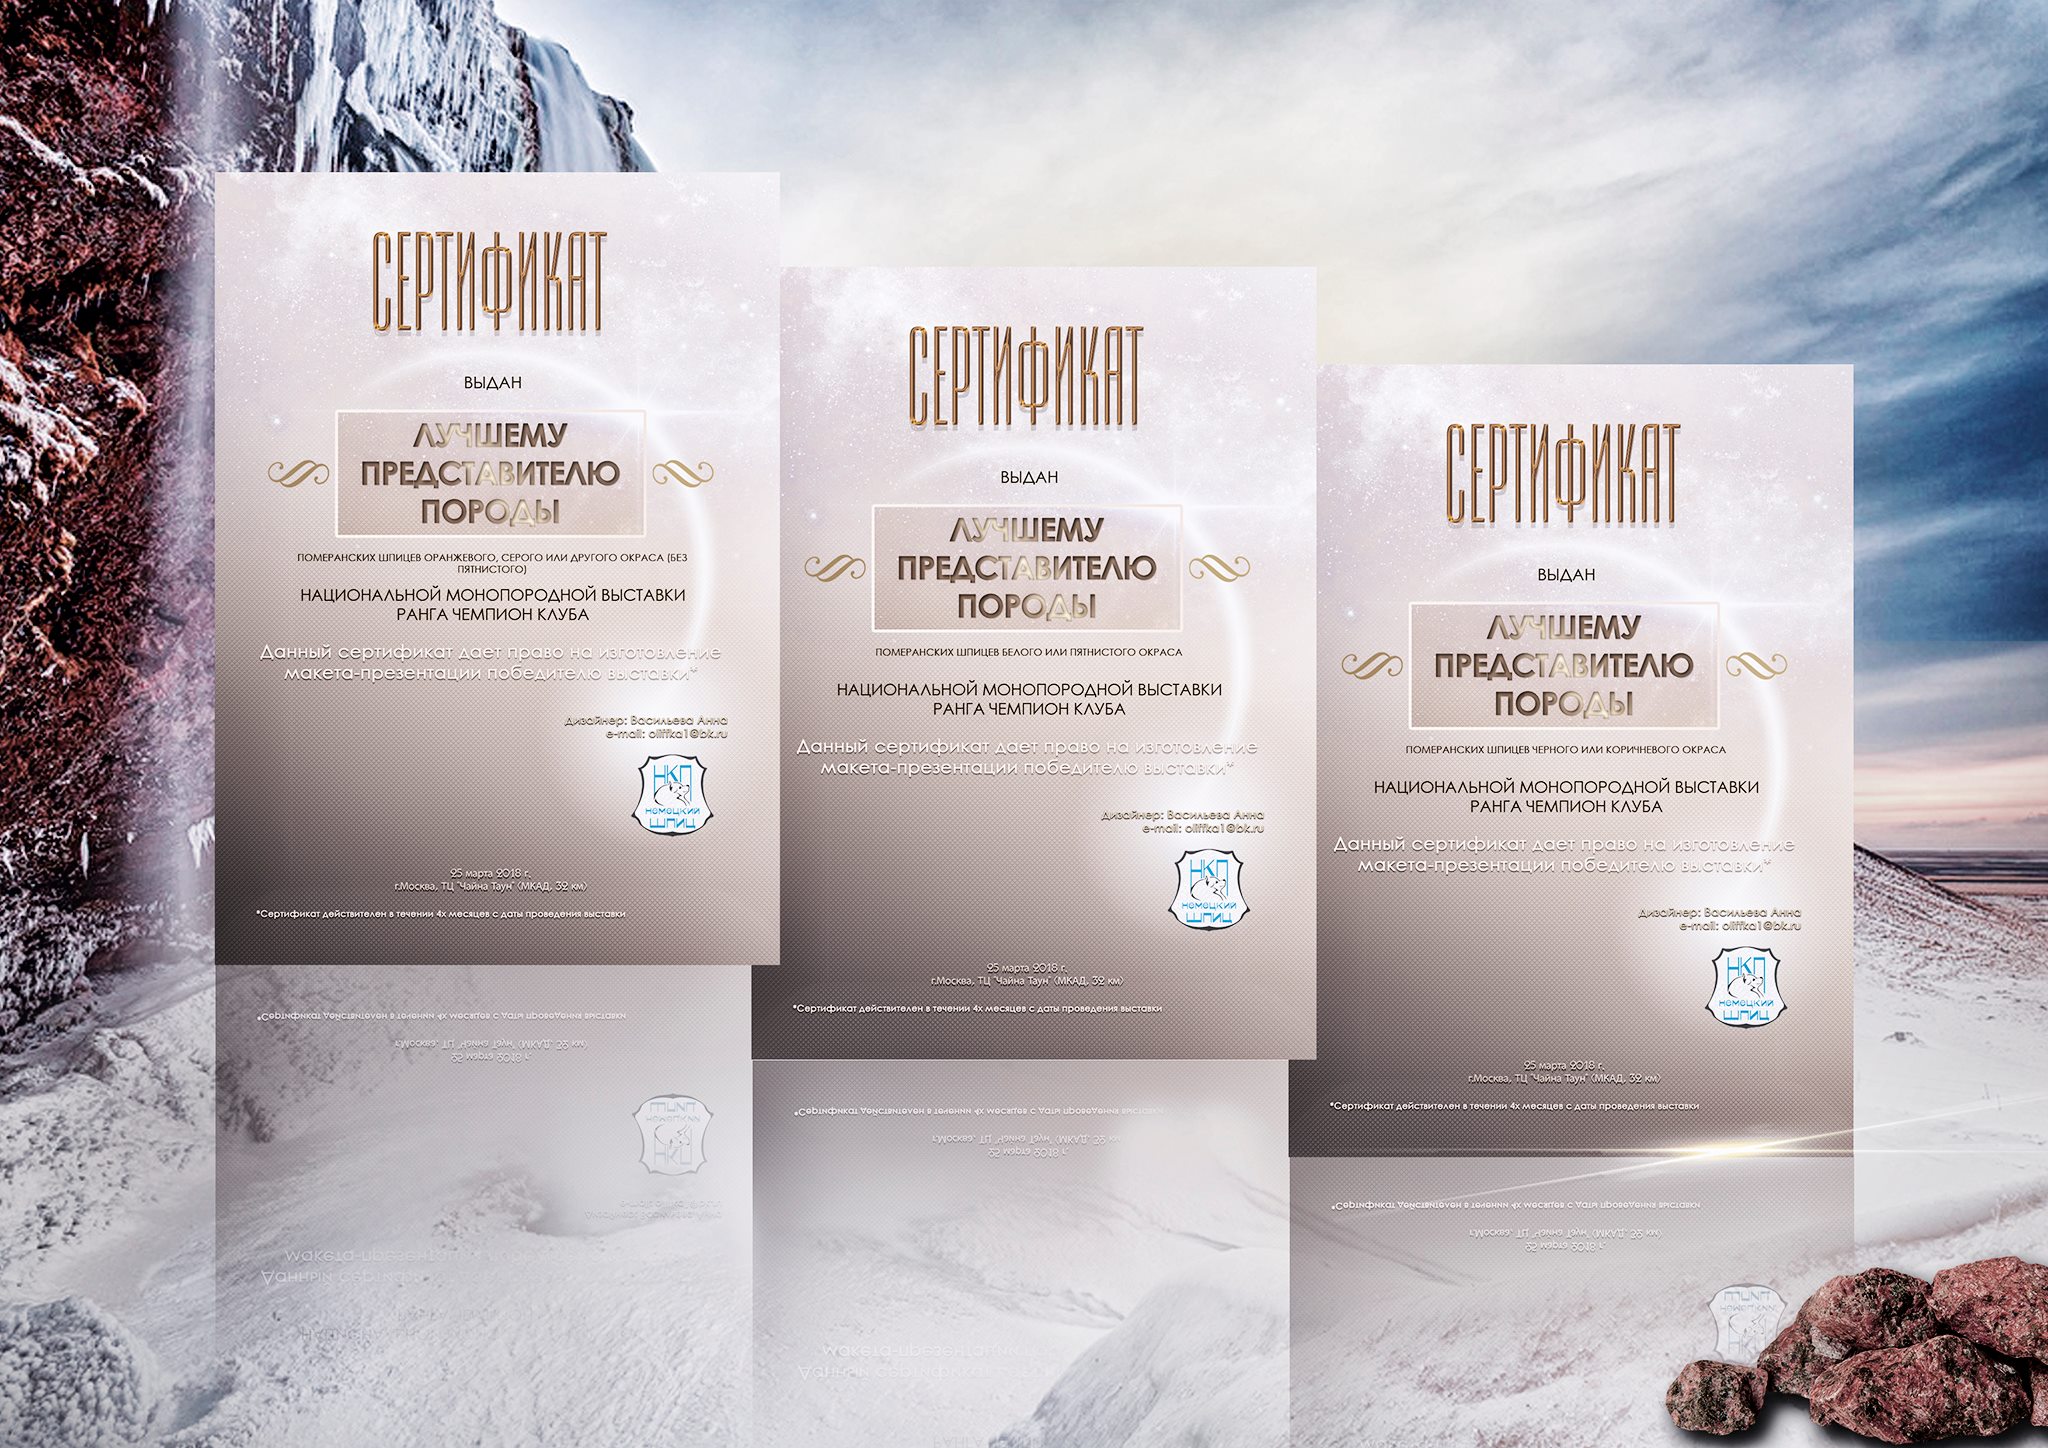 СЕРТИФИКАТ
ВЫДАН
ЛУЧШЕМУ
ПРЕДСТАВИТЕЛЮ
ПОРОДЫ
ПОМЕРАНСКИХ ШПИЦЕВ ОРАНЖЕВОГО, СЕРОГО ИЛИ ДРУГОГО ОКРАСА (БЕЗ
ПЯТНИСТОГО)
НАЦИОНАЛЬНОЙ МОНОПОРОДНОЙ ВЫСТАВКИ
РАНГА ЧЕМПИОН КЛУБА
Данный сертификат дает право на изготовление
макета-презентации победителю выставки*
дизайнер: Васильева Анна
e-mail: oliffka1@bk.ru
НКП
НЕМЕЦКИЙ
ШПИЦ
25 марта 2018 г.,
г.Москва, ТЦ "Чайна Таун" (МКАД, 32 км)
*Сертификат действителен в течении 4х месяцев с даты проведения выставки
СЕРТИФИКАТ
ВЫДАН
ЛУЧШЕМУ
ПРЕДСТАВИТЕЛЮ
ПОРОДЫ
ПОМЕРАНСКИХ ШПИЦЕВ БЕЛОГО ИЛИ ПЯТНИСТОГО ОКРАСА
НАЦИОНАЛЬНОЙ МОНОПОРОДНОЙ ВЫСТАВКИ
РАНГА ЧЕМПИОН КЛУБА
Данный сертификат дает право на изготовление
макета-презентации победителю выставки*
дизайнер: Васильева Анна
e-mail: oliffka1@bk.ru
НКП
НЕМЕЦКИЙ
ШПИЦ
25 марта 2018 г.,
г.Москва, ТЦ "Чайна Таун" (МКАД, 32 км)
*Сертификат действителен в течении 4х месяцев с даты проведения выставки
СЕРТИФИКАТ
ВЫДАН
ЛУЧШЕМУ
ПРЕДСТАВИТЕЛЮ
ПОРОДЫ
ПОМЕРАНСКИХ ШПИЦЕВ ЧЕРНОГО ИЛИ КОРИЧНЕВОГО ОКРАСА
НАЦИОНАЛЬНОЙ МОНОПОРОДНОЙ ВЫСТАВКИ
РАНГА ЧЕМПИОН КЛУБА
Данный сертификат дает право на изготовление
макета-презентации победителю выставки*
дизайнер: Васильева Анна
e-mail: oliffka1@bk.ru
НКП
НЕМЕЦКИЙ
ШПИЦ
25 марта 2018 г.,
г.Москва, ТЦ "Чайна Таун" (МКАД, 32 км)
*Сертификат действителен в течении 4х месяцев с даты проведения выставки